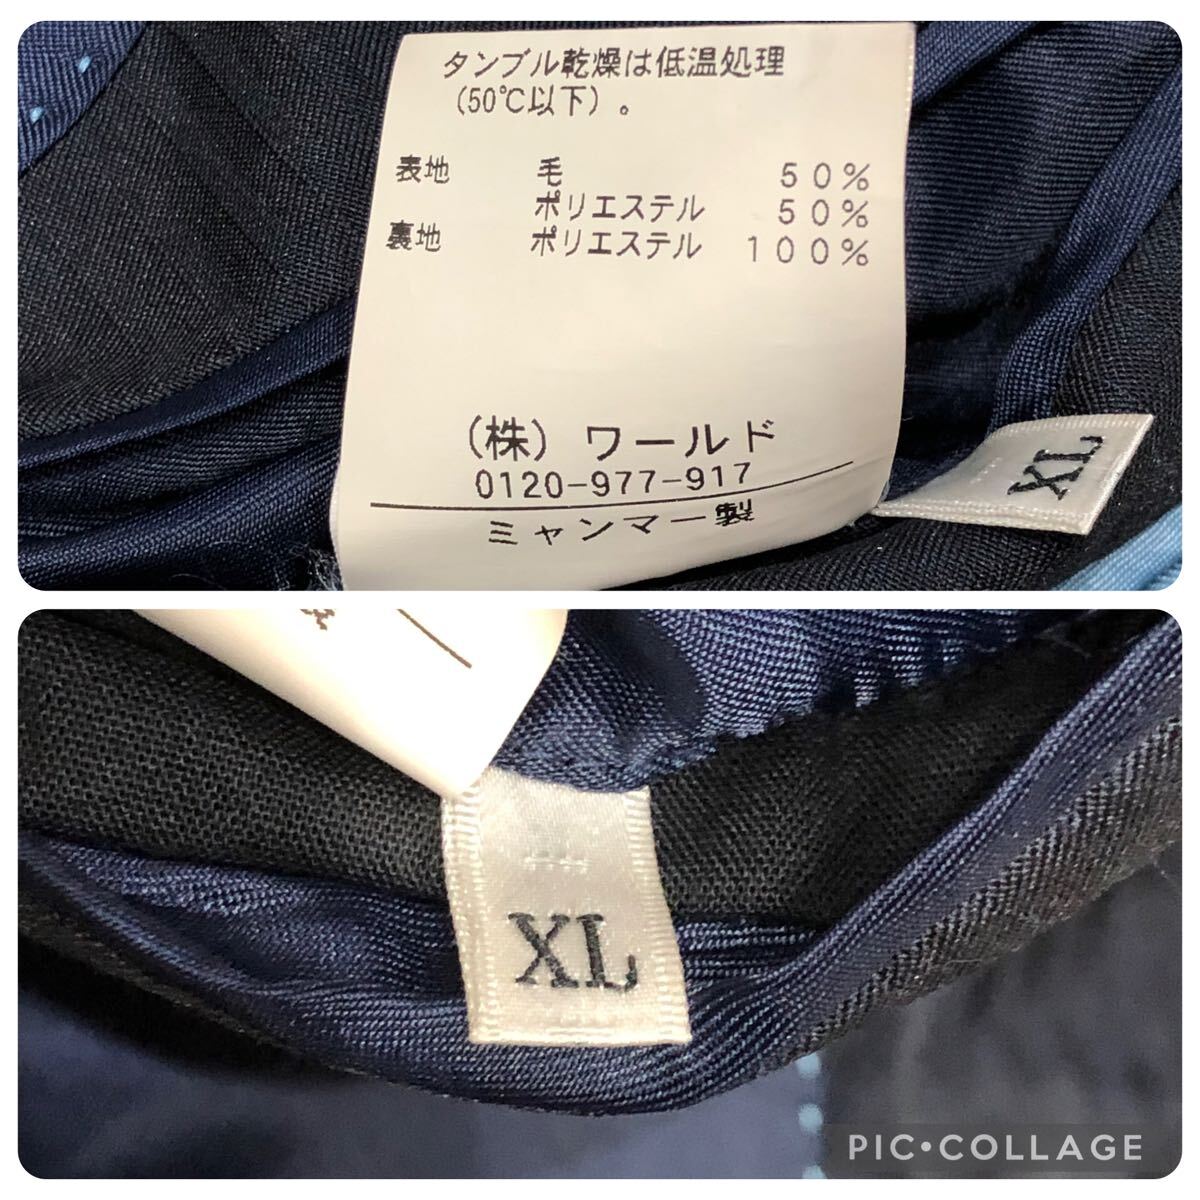 タンブル乾燥は低温処理
(50℃以下)。
表地 毛 50%
ポリエステル 50%
裏地 ポリエステル 100%
(株) ワールド
0120-977-917
ミャンマー製
XL
XL
PIC•COLLAGE